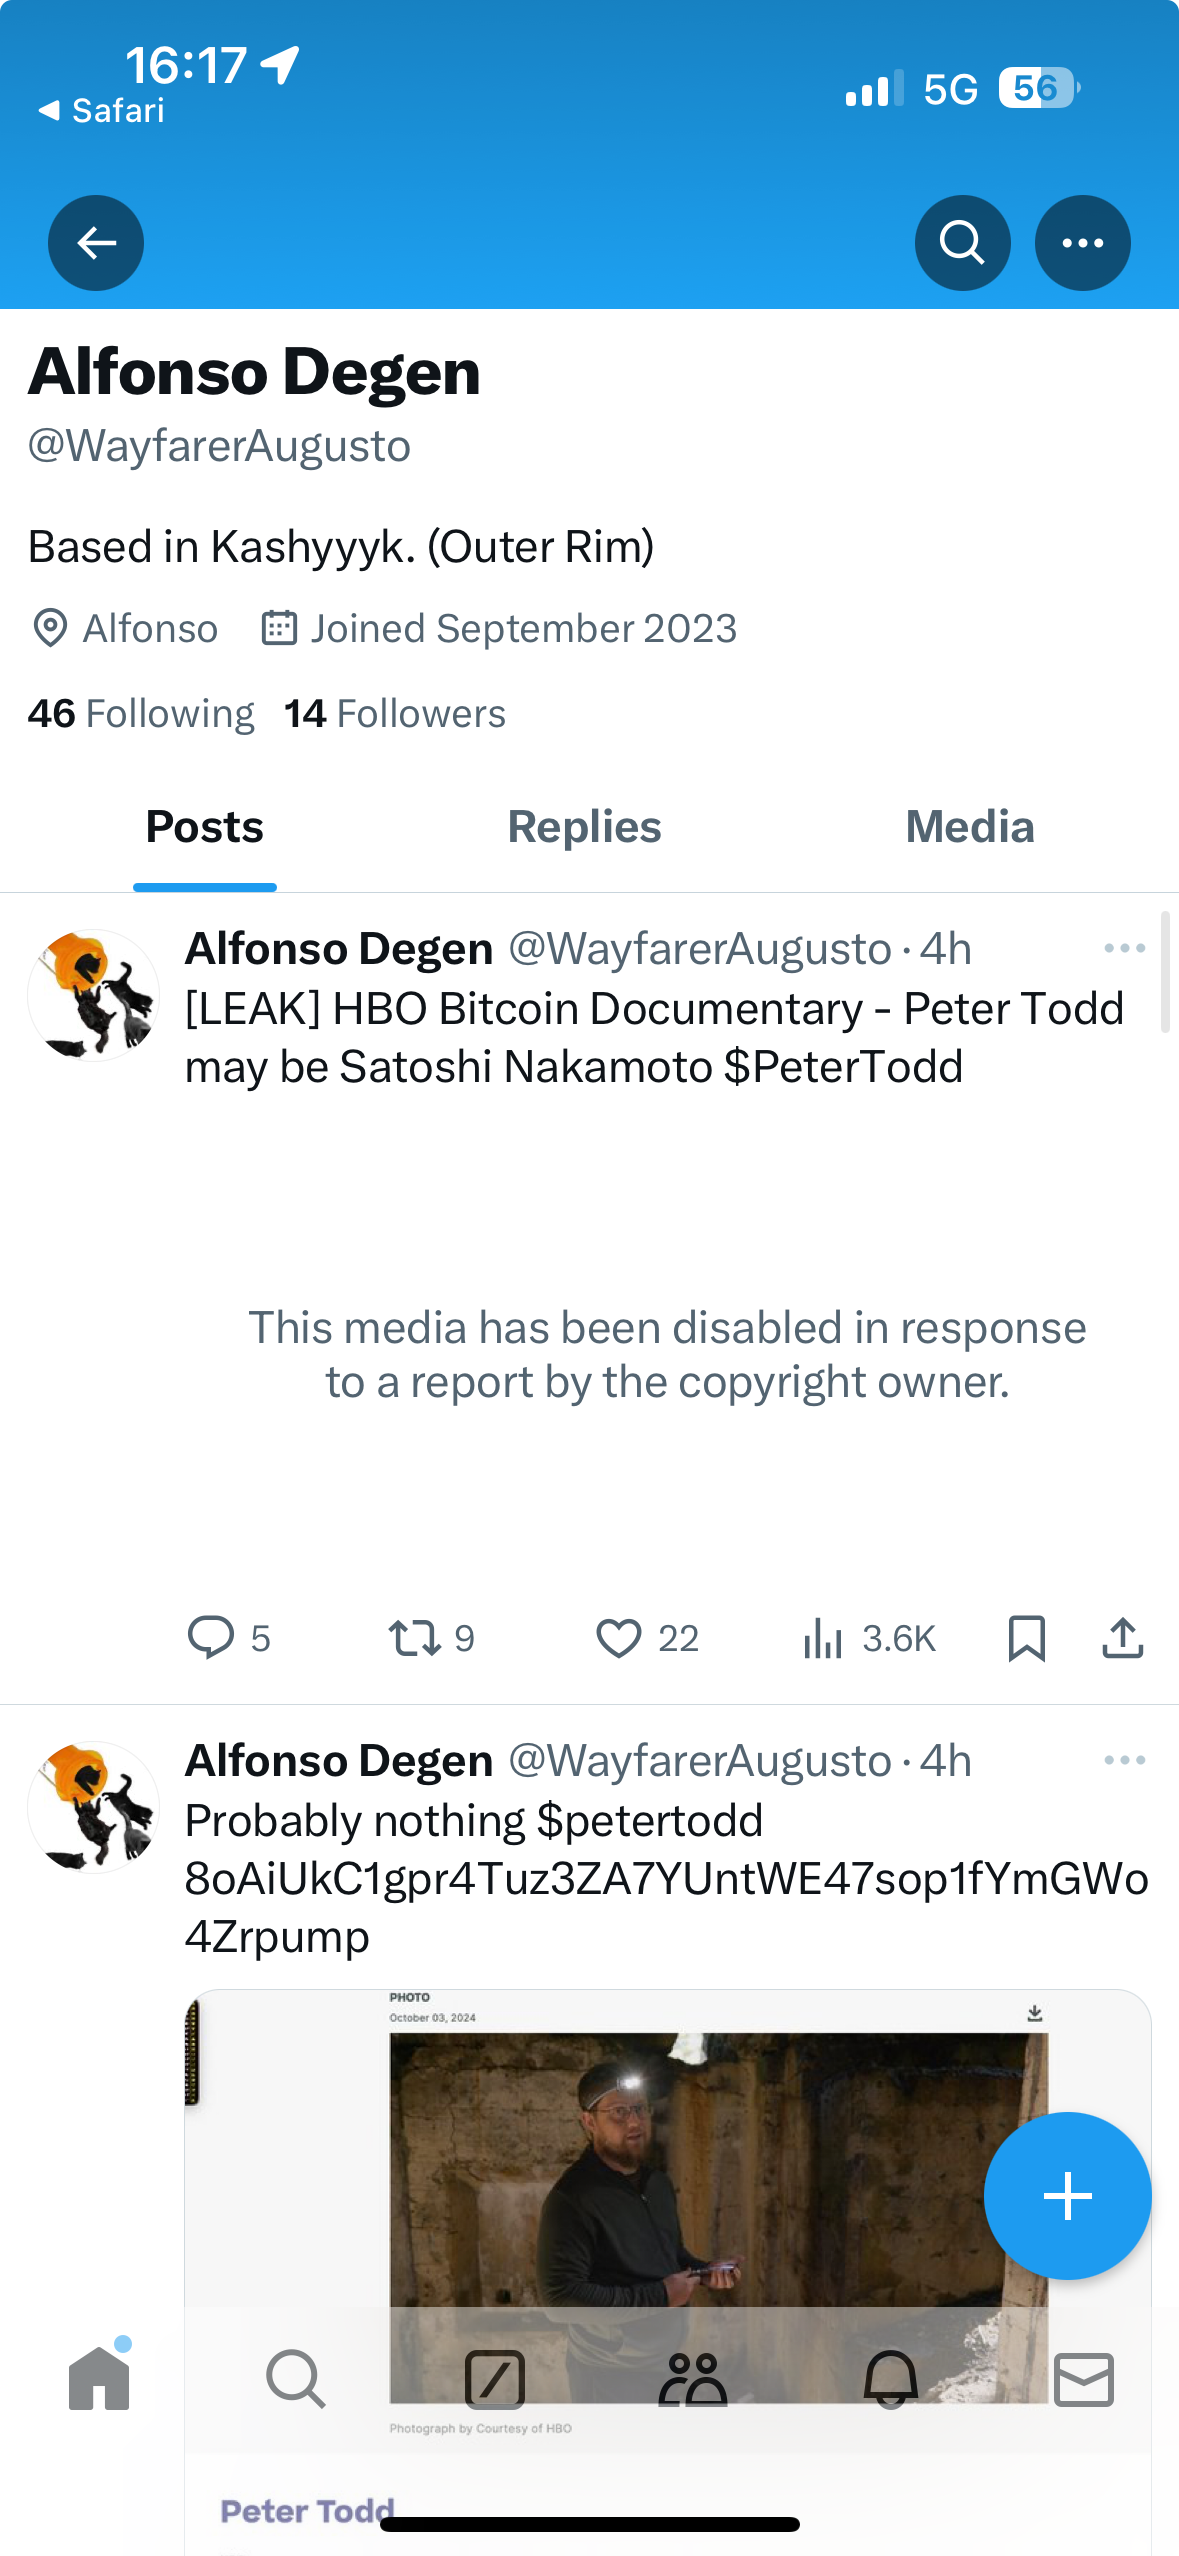 16:17
Safari
5G
56
Alfonso Degen
@WayfarerAugusto
Based in Kashyyyk. (Outer Rim)
Alfonso
Joined September 2023
46 Following
14 Followers
Posts
Replies
Media
Alfonso Degen @WayfarerAugusto · 4h
[LEAK] HBO Bitcoin Documentary - Peter Todd
may be Satoshi Nakamoto $PeterTodd
This media has been disabled in response
to a report by the copyright owner.
5
9
22
3.6K
Alfonso Degen @WayfarerAugusto · 4h
Probably nothing $petertodd
8oAiUkC1gpr4Tuz3ZA7YUntWE47sop1fYmGWo
4Zrpump
PHOTO
October 03, 2024
Photograph by Courtesy of HBO
Peter Todd